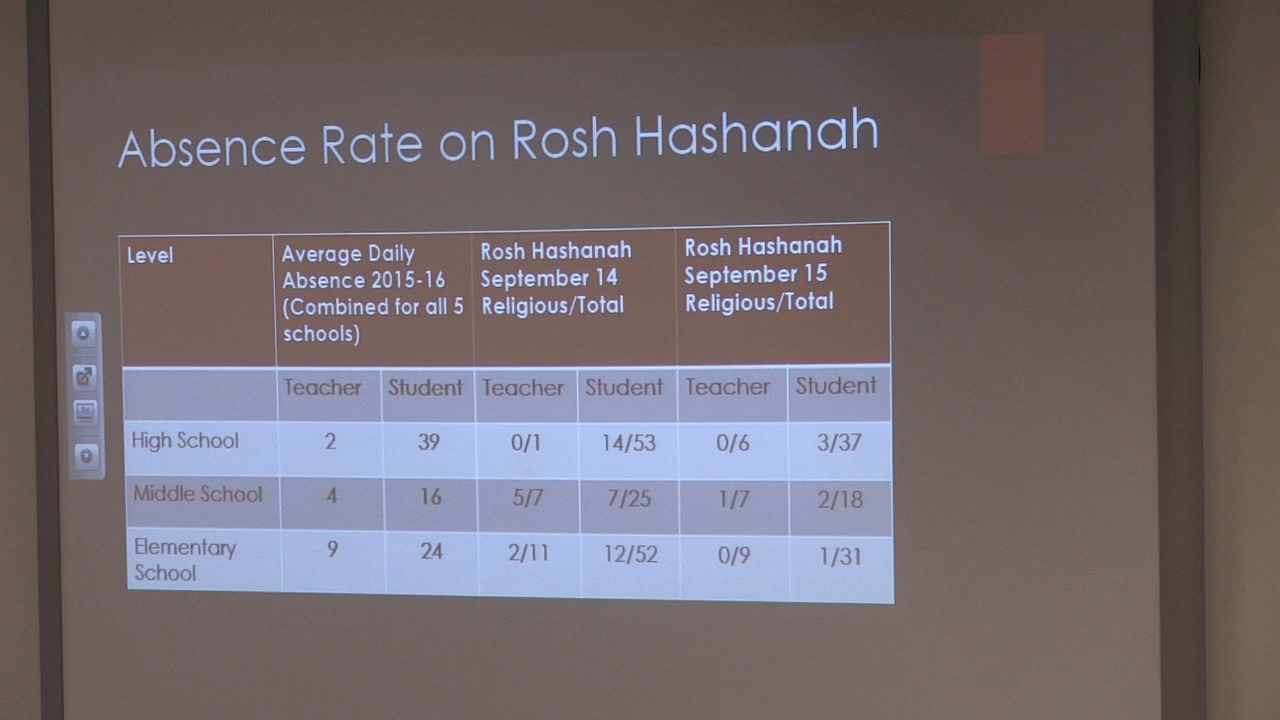 Absence Rate on Rosh Hashanah
Level
Average Daily
Absence 2015-16
(Combined for all 5
schools)
Rosh Hashanah
September 14
Religious/Total
Rosh Hashanah
September 15
Religious/Total
Teacher Student Teacher Student Teacher Student
High School 2 39 0/1 14/53 0/6 3/37
Middle School 4 16 5/7 7/25 1/7 2/18
Elementary
School
9 24 2/11 12/52 0/9 1/31